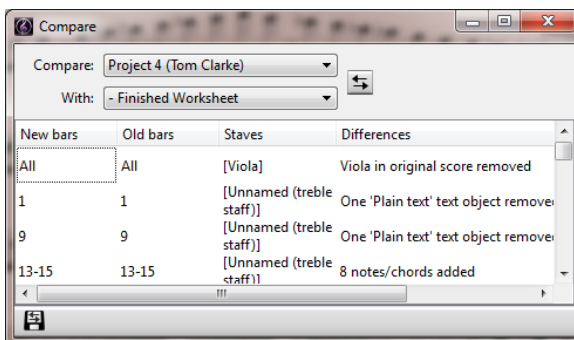 Compare
Compare: Project 4 (Tom Clarke)
With: - Finished Worksheet
New bars Old bars Staves Differences
All All [Viola] Viola in original score removed
1 1 [Unnamed (treble staff)] One 'Plain text' text object remove
9 9 [Unnamed (treble staff)] One 'Plain text' text object remove
13-15 13-15 [Unnamed (treble staff)] 8 notes/chords added